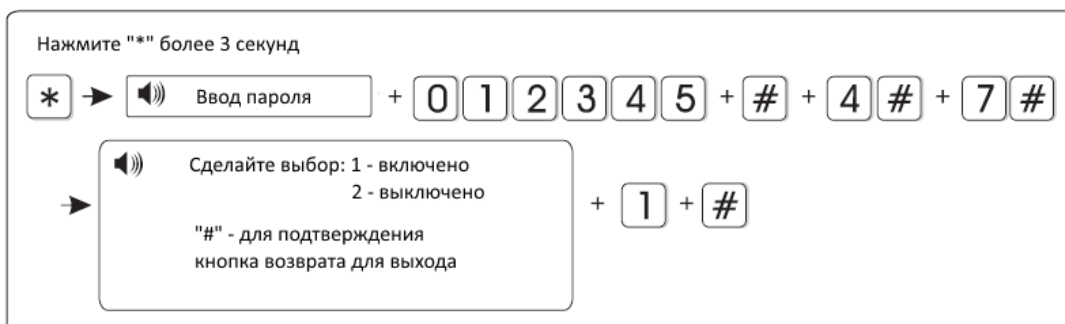 Нажмите "*" более 3 секунд
* Ввод пароля + 0 1 2 3 4 5 + # + 4 # + 7 #
Сделайте выбор: 1 - включено
2 - выключено
+ 1 + #
"#" - для подтверждения
кнопка возврата для выхода